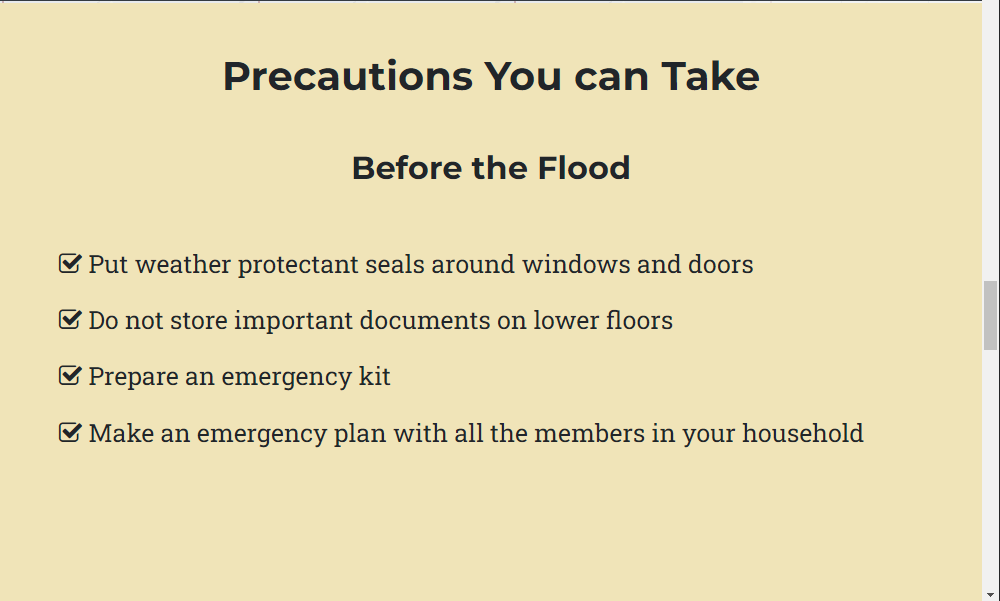 Precautions You can Take
Before the Flood
Put weather protectant seals around windows and doors
Do not store important documents on lower floors
Prepare an emergency kit
Make an emergency plan with all the members in your household